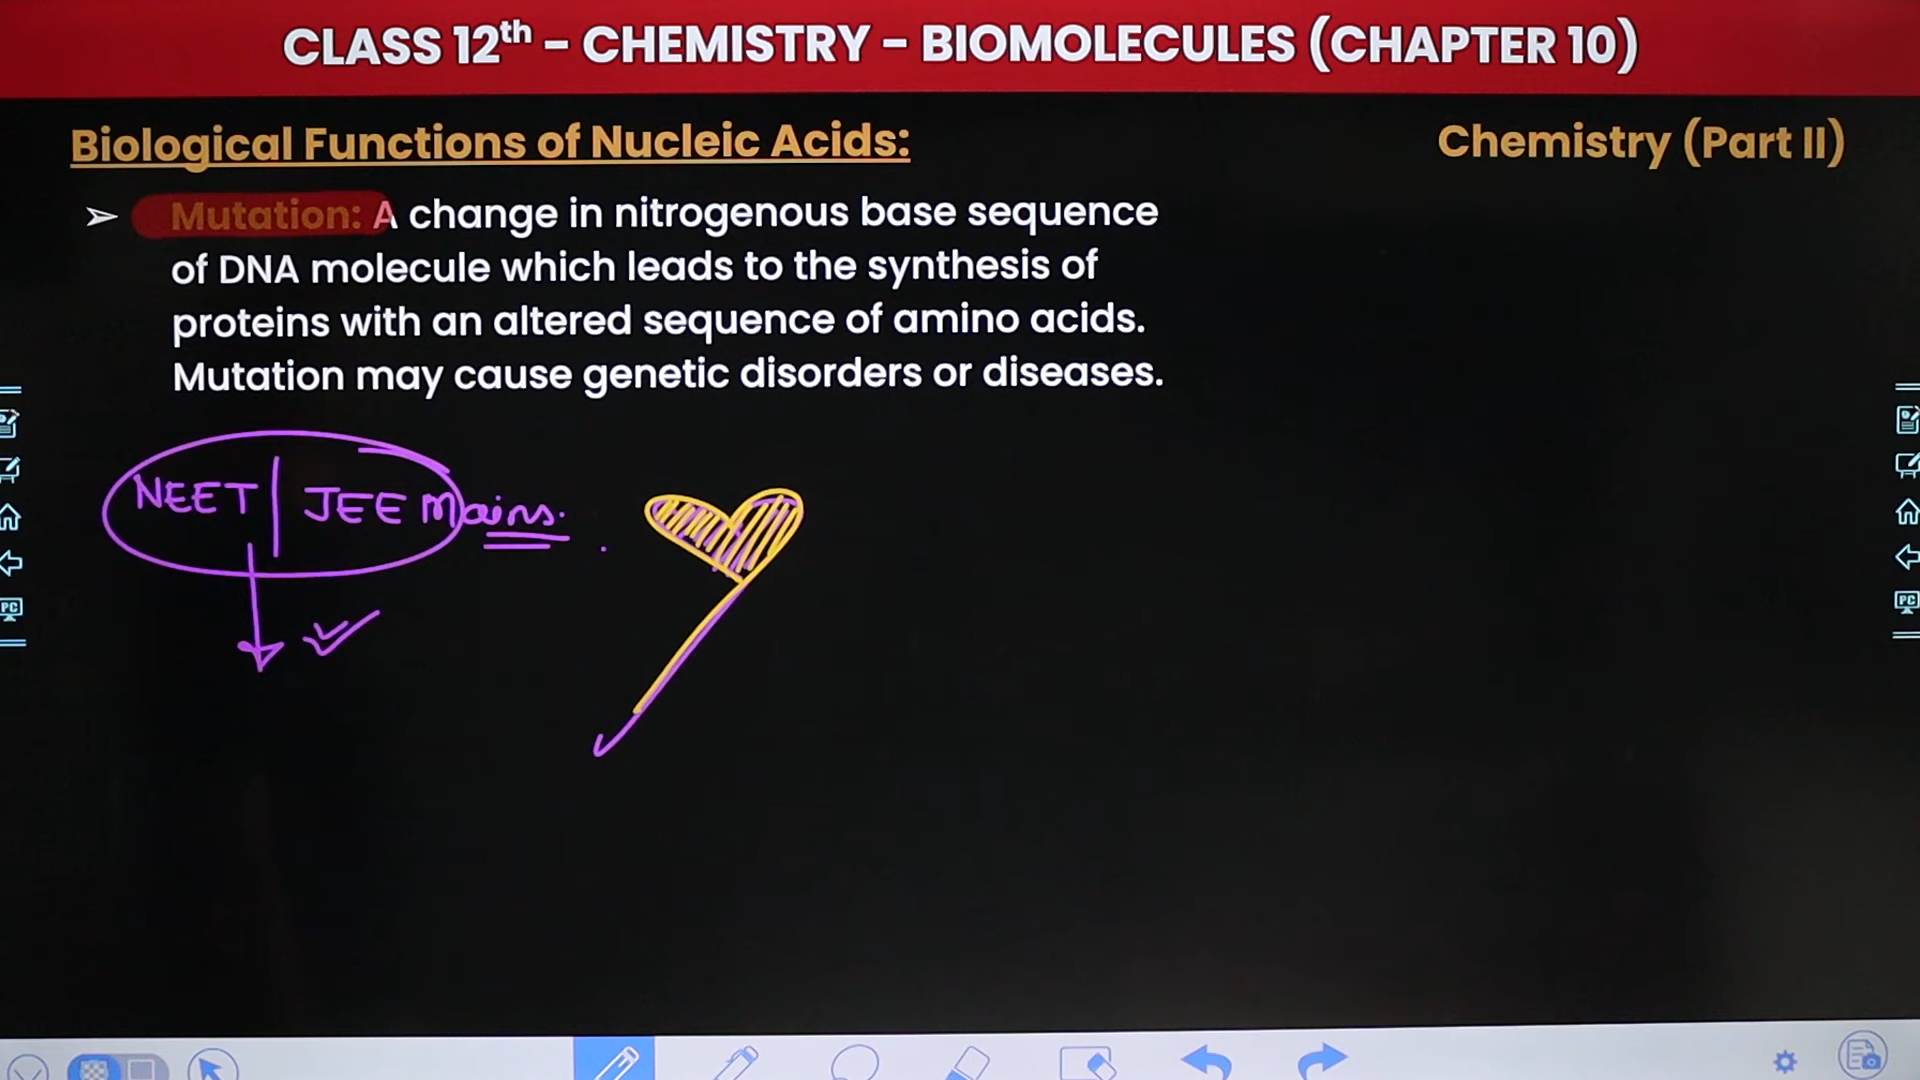 CLASS 12th - CHEMISTRY - BIOMOLECULES (CHAPTER 10)
Biological Functions of Nucleic Acids:
Chemistry (Part II)
➢ Mutation: A change in nitrogenous base sequence
of DNA molecule which leads to the synthesis of
proteins with an altered sequence of amino acids.
Mutation may cause genetic disorders or diseases.
NEET | JEE Mains.
PC
PC